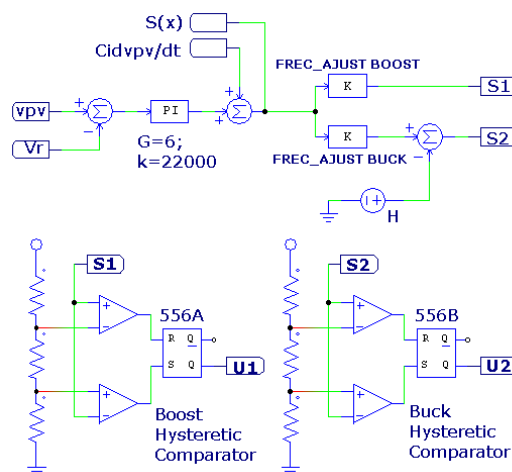 S(x)
Cidvpv/dt
FREC_AJUST BOOST
K
S1
vpv
+
Σ
−
PI
+
+
Σ
K
+
Σ
−
S2
Vr
G=6;
k=22000
FREC_AJUST BUCK
+
H
S1
S2
+
−
556A
R Q
S Q
U1
+
−
Boost
Hysteretic
Comparator
+
−
556B
R Q
S Q
U2
+
−
Buck
Hysteretic
Comparator